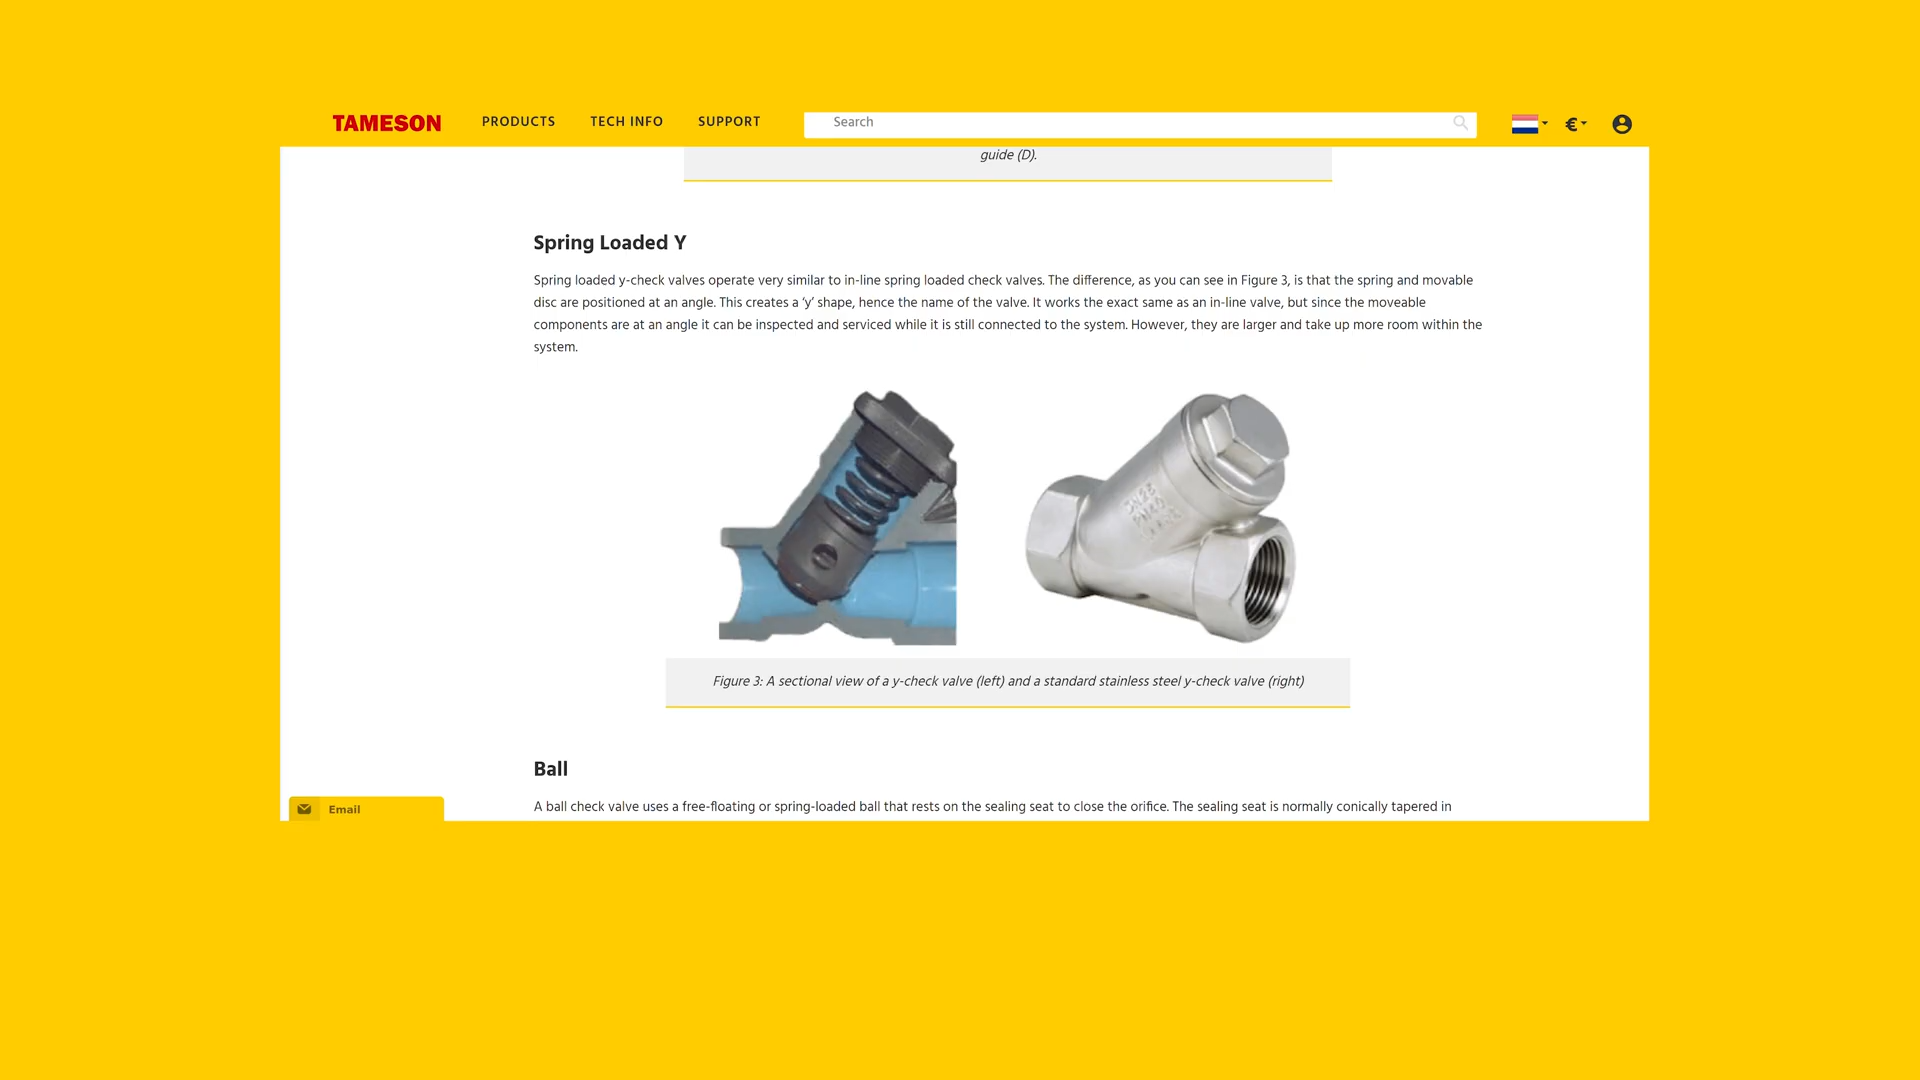 TAMESON
PRODUCTS
TECH INFO
SUPPORT
Search
€
guide (D).
Spring Loaded Y
Spring loaded y-check valves operate very similar to in-line spring loaded check valves. The difference, as you can see in Figure 3, is that the spring and movable
disc are positioned at an angle. This creates a ‘y’ shape, hence the name of the valve. It works the exact same as an in-line valve, but since the moveable
components are at an angle it can be inspected and serviced while it is still connected to the system. However, they are larger and take up more room within the
system.
DN25
PN40
Figure 3: A sectional view of a y-check valve (left) and a standard stainless steel y-check valve (right)
Ball
A ball check valve uses a free-floating or spring-loaded ball that rests on the sealing seat to close the orifice. The sealing seat is normally conically tapered in
Email